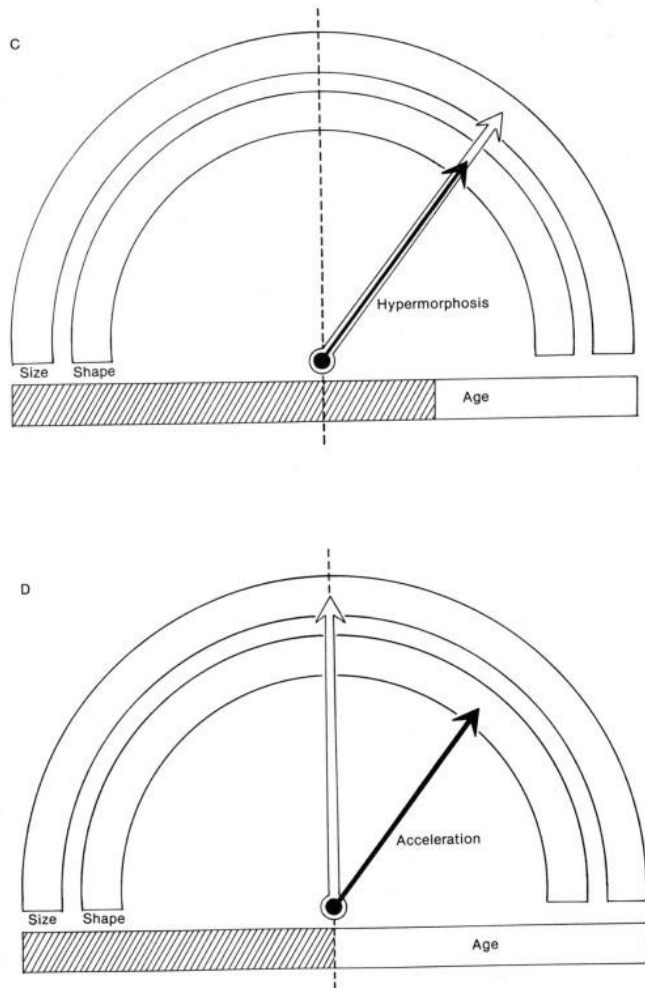 C
Hypermorphosis
Size Shape
Age
D
Acceleration
Size Shape
Age